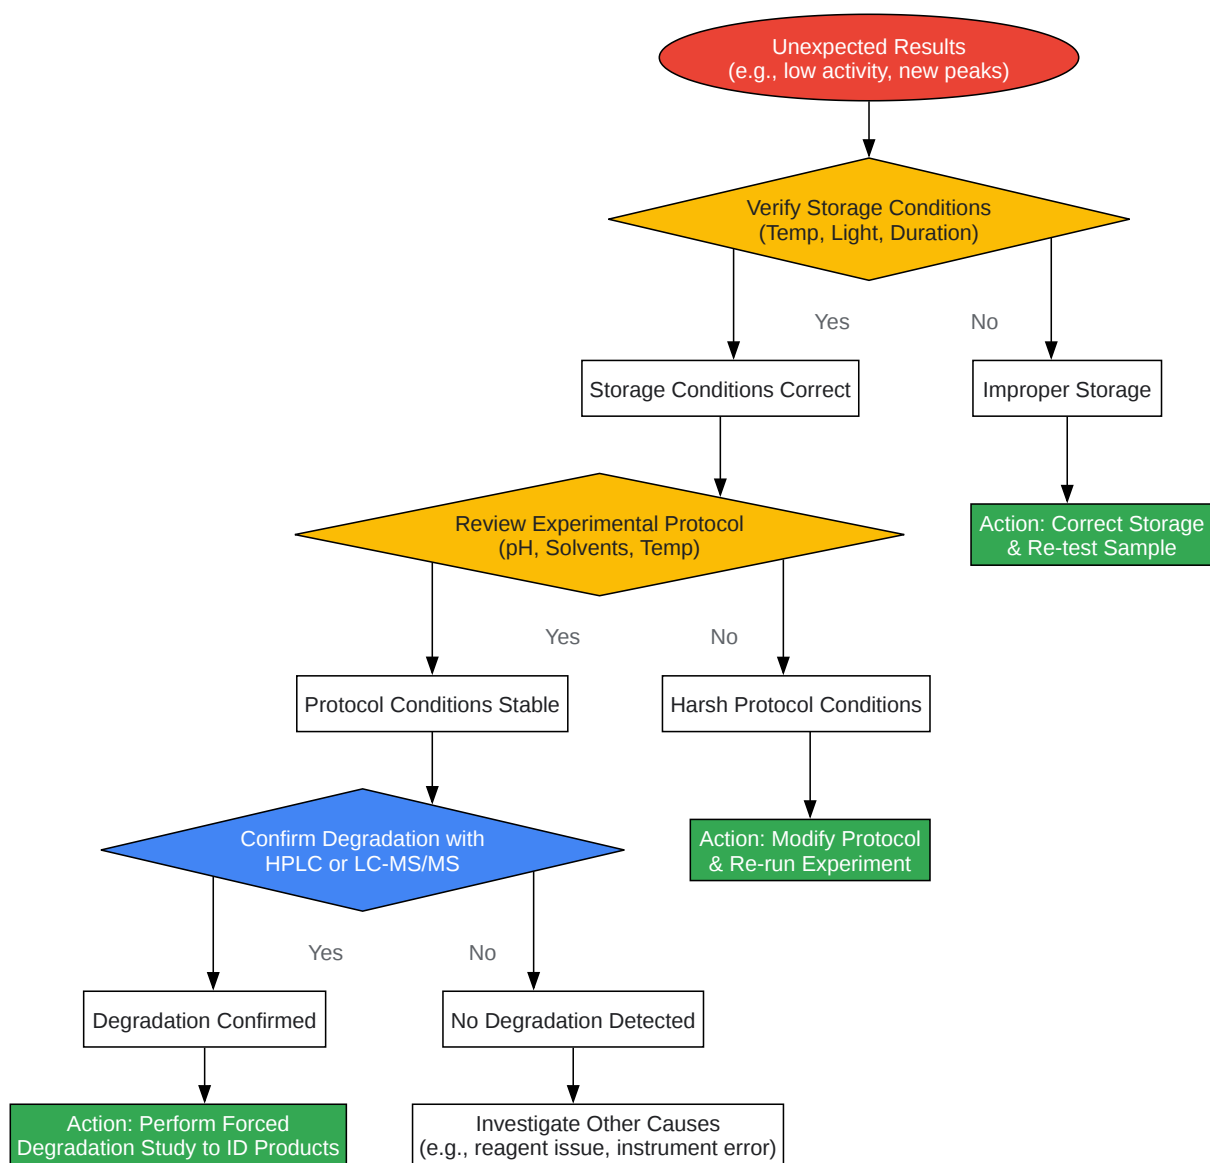 Unexpected Results
(e.g., low activity, new peaks)
Verify Storage Conditions
(Temp, Light, Duration)
Yes
No
Storage Conditions Correct
Improper Storage
Review Experimental Protocol
(pH, Solvents, Temp)
Action: Correct Storage
& Re-test Sample
Yes
No
Protocol Conditions Stable
Harsh Protocol Conditions
Confirm Degradation with
HPLC or LC-MS/MS
Action: Modify Protocol
& Re-run Experiment
Yes
No
Degradation Confirmed
No Degradation Detected
Action: Perform Forced
Degradation Study to ID Products
Investigate Other Causes
(e.g., reagent issue, instrument error)